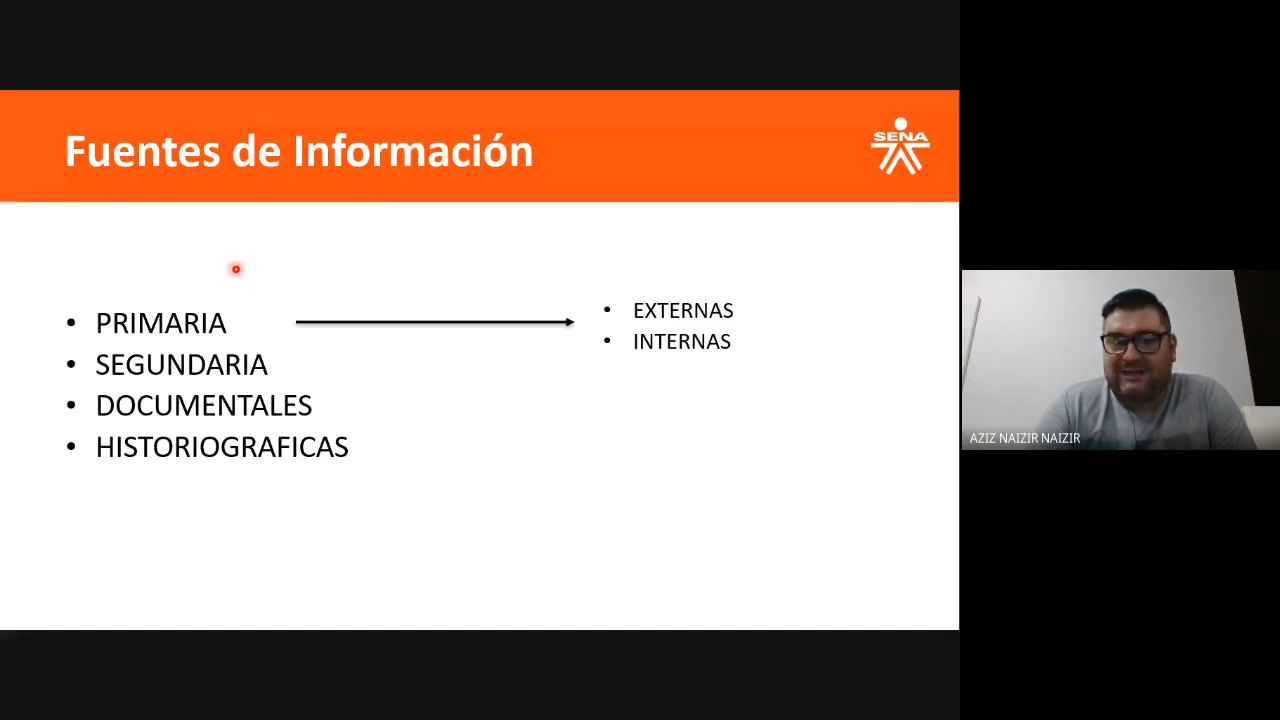 Fuentes de Información
SENA
PRIMARIA
SEGUNDARIA
DOCUMENTALES
HISTORIOGRAFICAS
EXTERNAS
INTERNAS
AZIZ NAIZIR NAIZIR